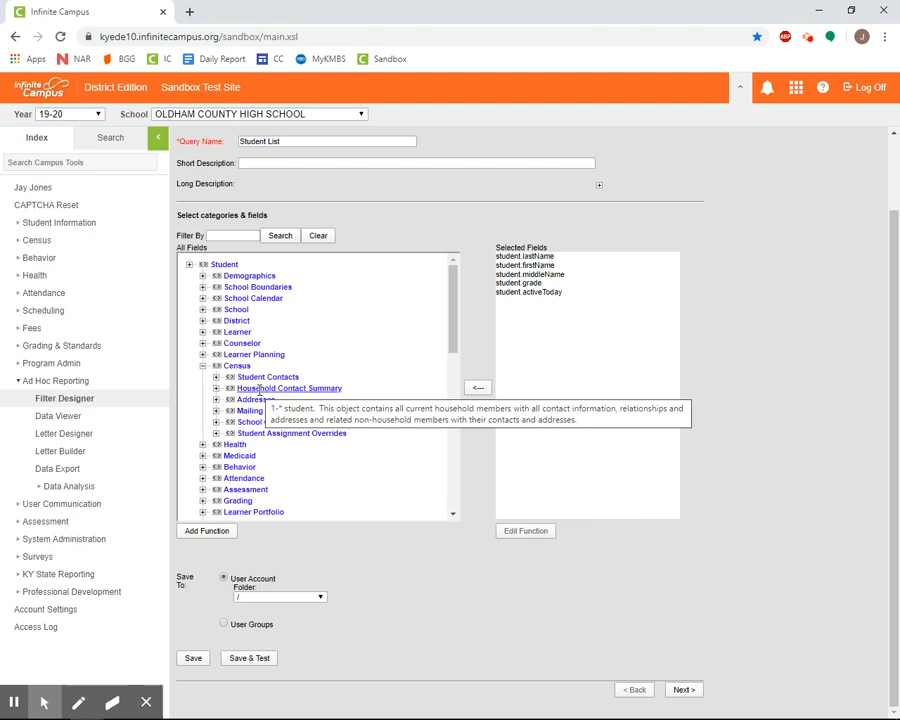 Infinite Campus
kyede10.infinitecampus.org/sandbox/main.xsl
Apps NAR BGG IC Daily Report CC MyKMBS Sandbox
Infinite Campus District Edition Sandbox Test Site Log Off
Year 19-20 School OLDHAM COUNTY HIGH SCHOOL
Index Search
Search Campus Tools
Jay Jones
CAPTCHA Reset
Student Information
Census
Behavior
Health
Attendance
Scheduling
Fees
Grading & Standards
Program Admin
Ad Hoc Reporting
Filter Designer
Data Viewer
Letter Designer
Letter Builder
Data Export
Data Analysis
User Communication
Assessment
System Administration
Surveys
KY State Reporting
Professional Development
Account Settings
Access Log
*Query Name: Student List
Short Description:
Long Description:
Select categories & fields
Filter By Search Clear
All Fields
Student
Demographics
School Boundaries
School Calendar
School
District
Learner
Counselor
Learner Planning
Census
Student Contacts
Household Contact Summary
Addresses
Mailing
School
Student Assignment Overrides
Health
Medicaid
Behavior
Attendance
Assessment
Grading
Learner Portfolio
1-* student. This object contains all current household members with all contact information, relationships and
addresses and related non-household members with their contacts and addresses.
Add Function
<---
Selected Fields
student.lastName
student.firstName
student.middleName
student.grade
student.activeToday
Edit Function
Save To:
User Account
Folder:
/
User Groups
Save Save & Test
< Back Next >